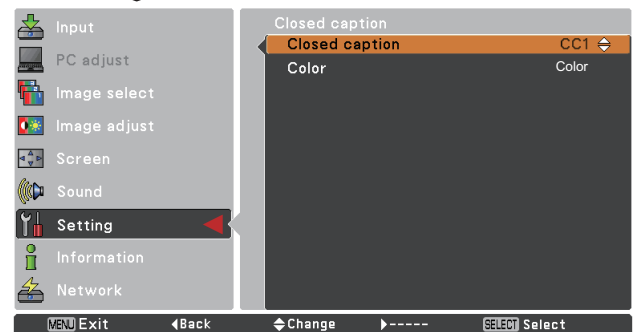 Input
PC adjust
Image select
Image adjust
Screen
Sound
Setting
Information
Network
Closed caption
Closed caption CC1
Color Color
MENU Exit Back Change ----- SELECT Select